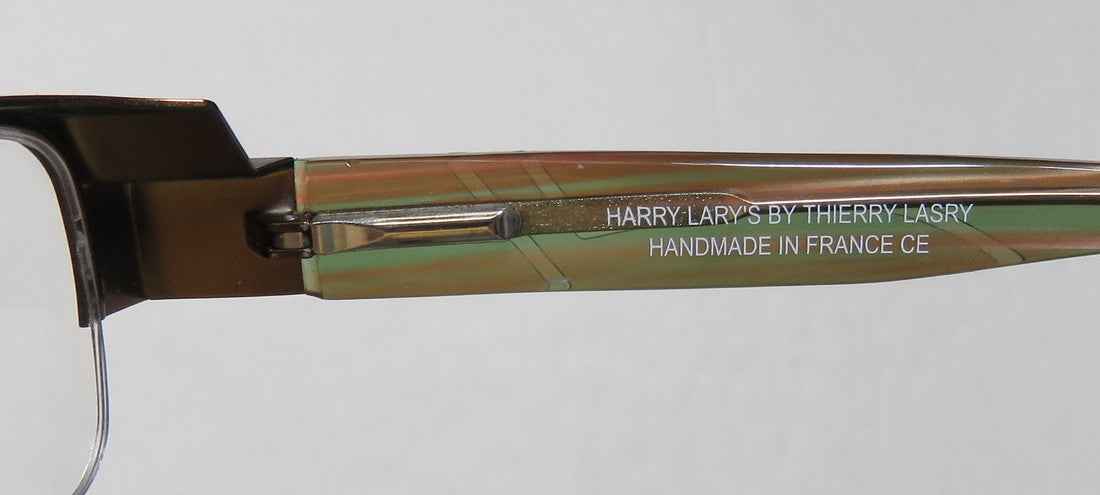 HARRY LARY'S BY THIERRY LASRY
HANDMADE IN FRANCE CE